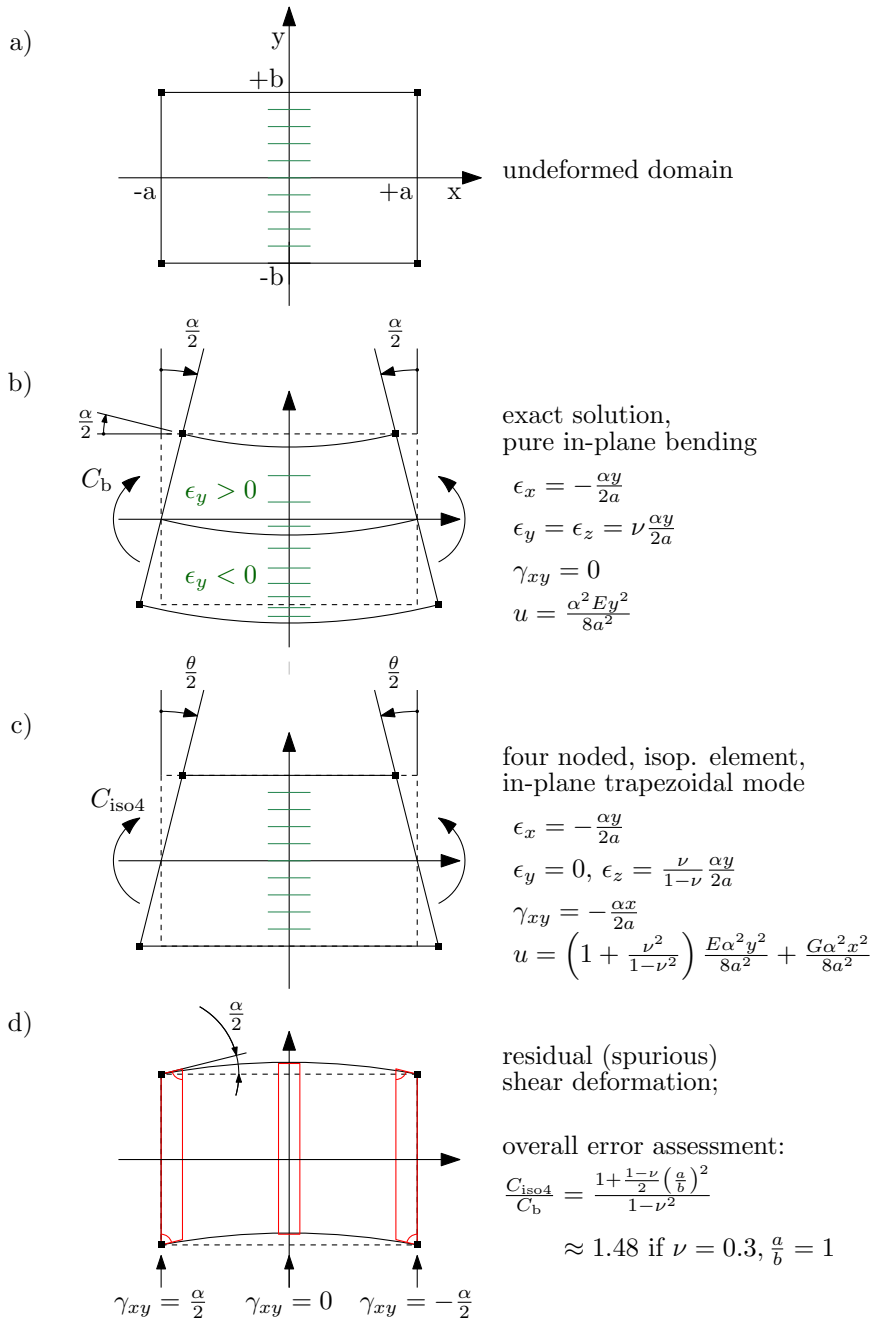 a)
y
+b
-a
+a
x
-b
undeformed domain
b)
α/2
α/2
α/2
C_b
ϵ_y > 0
ϵ_y < 0
exact solution,
pure in-plane bending
ϵ_x = −αy/2a
ϵ_y = ϵ_z = ν αy/2a
γ_xy = 0
u = α²Ey²/8a²
c)
θ/2
θ/2
C_iso4
four noded, isop. element,
in-plane trapezoidal mode
ϵ_x = −αy/2a
ϵ_y = 0, ϵ_z = ν/(1−ν) αy/2a
γ_xy = −αx/2a
u = (1 + ν²/(1−ν²)) Eα²y²/8a² + Gα²x²/8a²
d)
α/2
residual (spurious)
shear deformation;
overall error assessment:
C_iso4/C_b = (1+(1−ν)/2 (a/b)²)/(1−ν²)
≈ 1.48 if ν = 0.3, a/b = 1
γ_xy = α/2
γ_xy = 0
γ_xy = −α/2